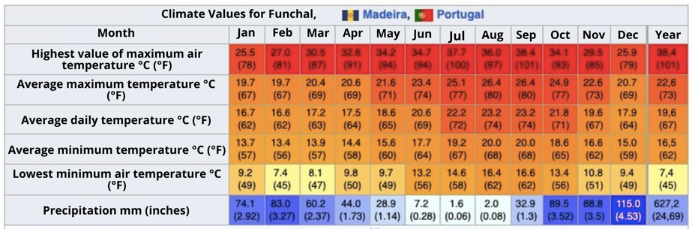 Climate Values for Funchal, Madeira, Portugal
Month Jan Feb Mar Apr May Jun Jul Aug Sep Oct Nov Dec Year
Highest value of maximum air
temperature °C (°F)
25.5 27.0 30.5 32.6 34.2 34.7 37.7 36.0 38.4 34.1 29.5 25.9 38,4
(78) (81) (87) (91) (94) (94) (100) (97) (101) (93) (85) (79) (101)
Average maximum temperature °C
(°F)
19.7 19.7 20.4 20.6 21.6 23.4 25.1 26.4 26.4 24.9 22.6 20.7 22,6
(67) (67) (69) (69) (71) (74) (77) (80) (80) (77) (73) (69) (73)
Average daily temperature °C (°F)
16.7 16.6 17.2 17.5 18.6 20.6 22.2 23.2 23.2 21.8 19.6 17.9 19,6
(62) (62) (63) (64) (65) (69) (72) (74) (74) (71) (67) (64) (67)
Average minimum temperature °C (°F)
13.7 13.4 13.9 14.4 15.6 17.7 19.2 20.0 20.0 18.6 16.6 15.0 16,5
(57) (56) (57) (58) (60) (64) (67) (68) (68) (65) (62) (59) (62)
Lowest minimum air temperature °C
(°F)
9.2 7.4 8.1 9.8 9.7 13.2 14.6 16.4 16.6 13.4 10.8 9.4 7,4
(49) (45) (47) (50) (49) (56) (58) (62) (62) (56) (51) (49) (45)
Precipitation mm (inches)
74.1 83.0 60.2 44.0 28.9 7.2 1.6 2.0 32.9 89.5 88.8 115.0 627,2
(2.92) (3.27) (2.37) (1.73) (1.14) (0.28) (0.06) (0.08) (1.3) (3.52) (3.5) (4.53) (24,69)